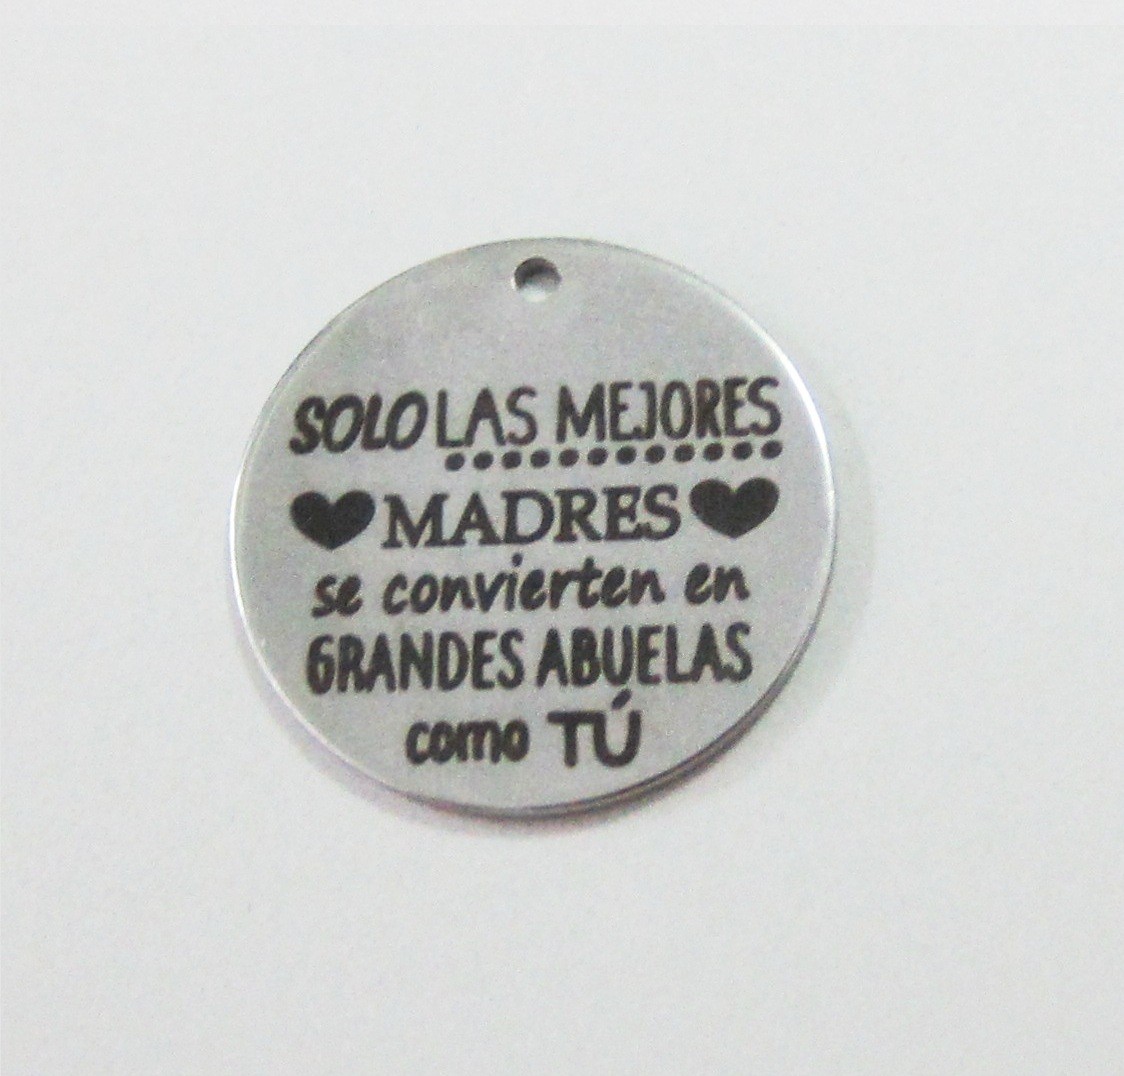 SOLO LAS MEJORES
MADRES
se convierten en
GRANDES ABUELAS
como TÚ